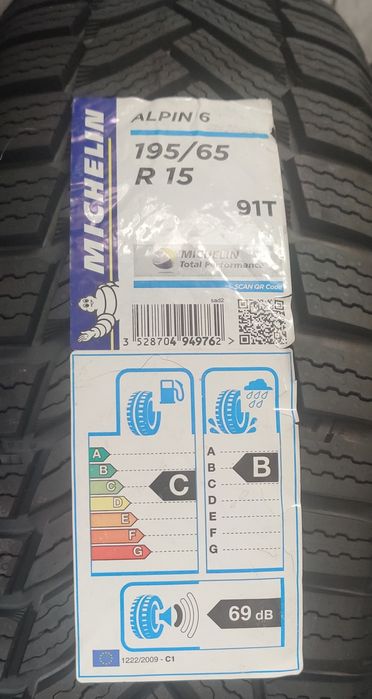 MICHELIN
ALPIN 6
195/65
R 15
91T
MICHELIN
Total Performance
SCAN QR Code
sad2
3 528704 949762 >
A
B
C
D
E
F
G
C
A
B
C
D
E
F
G
B
69 dB
1222/2009 - C1